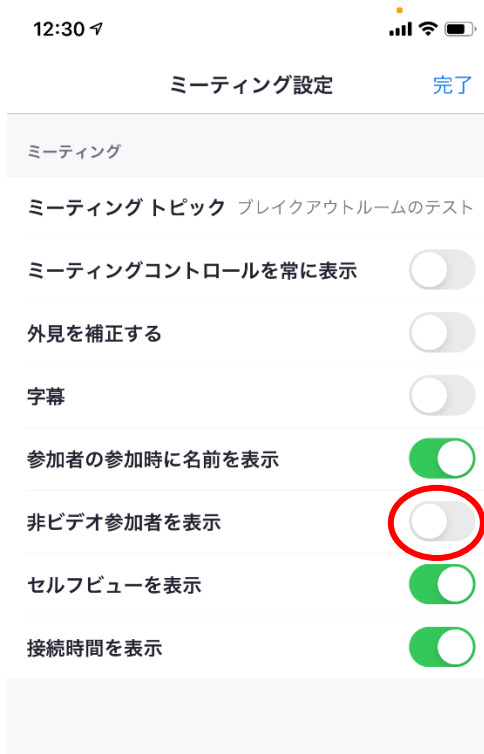 12:30
ミーティング設定 完了
ミーティング
ミーティング トピック ブレイクアウトルームのテスト
ミーティングコントロールを常に表示
外見を補正する
字幕
参加者の参加時に名前を表示
非ビデオ参加者を表示
セルフビューを表示
接続時間を表示